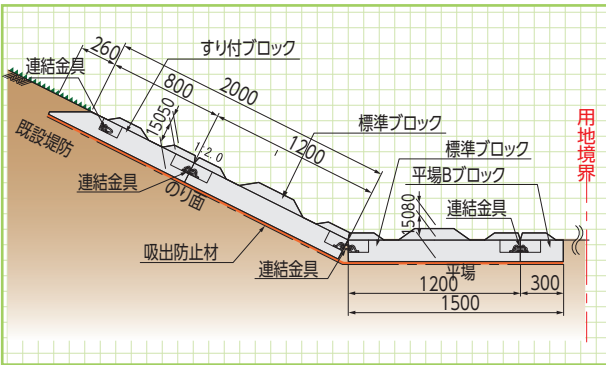 260
すり付ブロック
連結金具
800
2000
15050
標準ブロック
1200
標準ブロック
用地境界
既設堤防
1:2.0
平場Bブロック
連結金具
のり面
15080
連結金具
吸出防止材
連結金具
平場
1200
300
1500